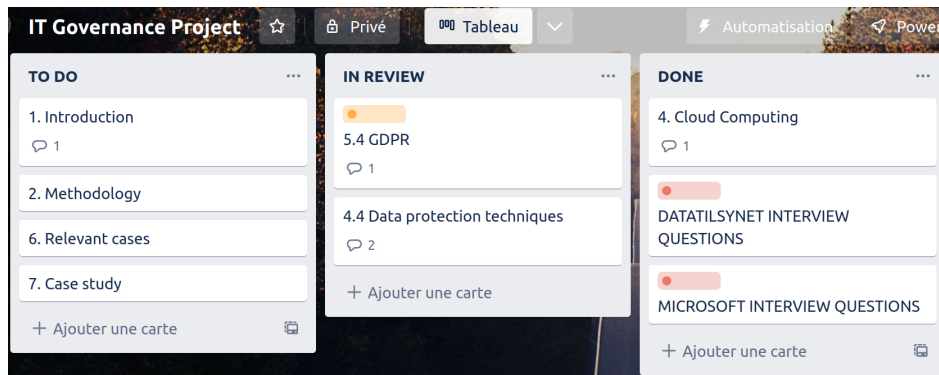 IT Governance Project
Privé
Tableau
Automatisation
Power
TO DO
1. Introduction
1
2. Methodology
6. Relevant cases
7. Case study
+ Ajouter une carte
IN REVIEW
5.4 GDPR
1
4.4 Data protection techniques
2
+ Ajouter une carte
DONE
4. Cloud Computing
1
DATATILSYNET INTERVIEW
QUESTIONS
MICROSOFT INTERVIEW QUESTIONS
+ Ajouter une carte